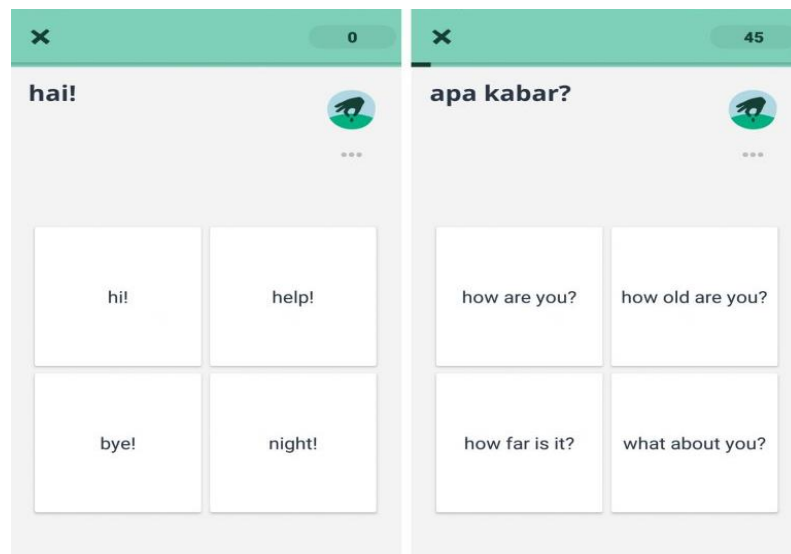 0
hai!
hi!
help!
bye!
night!
45
apa kabar?
how are you?
how old are you?
how far is it?
what about you?